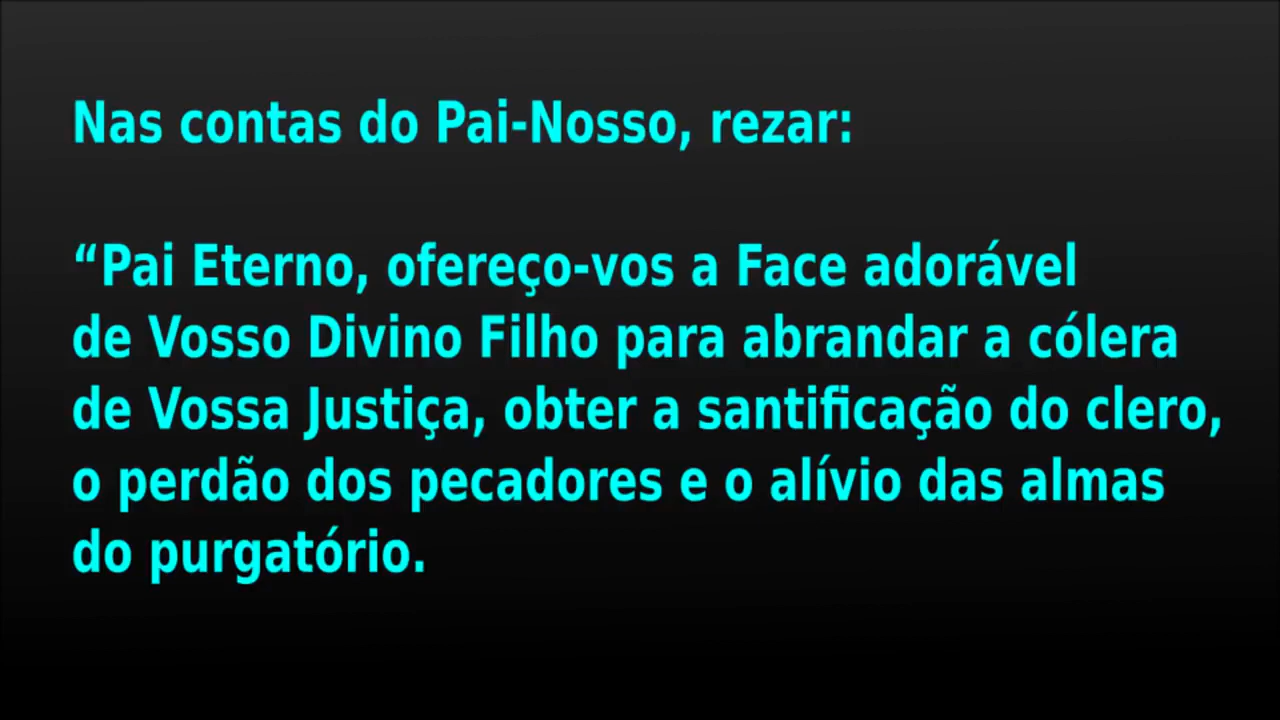 Nas contas do Pai-Nosso, rezar:
“Pai Eterno, ofereço-vos a Face adorável
de Vosso Divino Filho para abrandar a cólera
de Vossa Justiça, obter a santificação do clero,
o perdão dos pecadores e o alívio das almas
do purgatório.